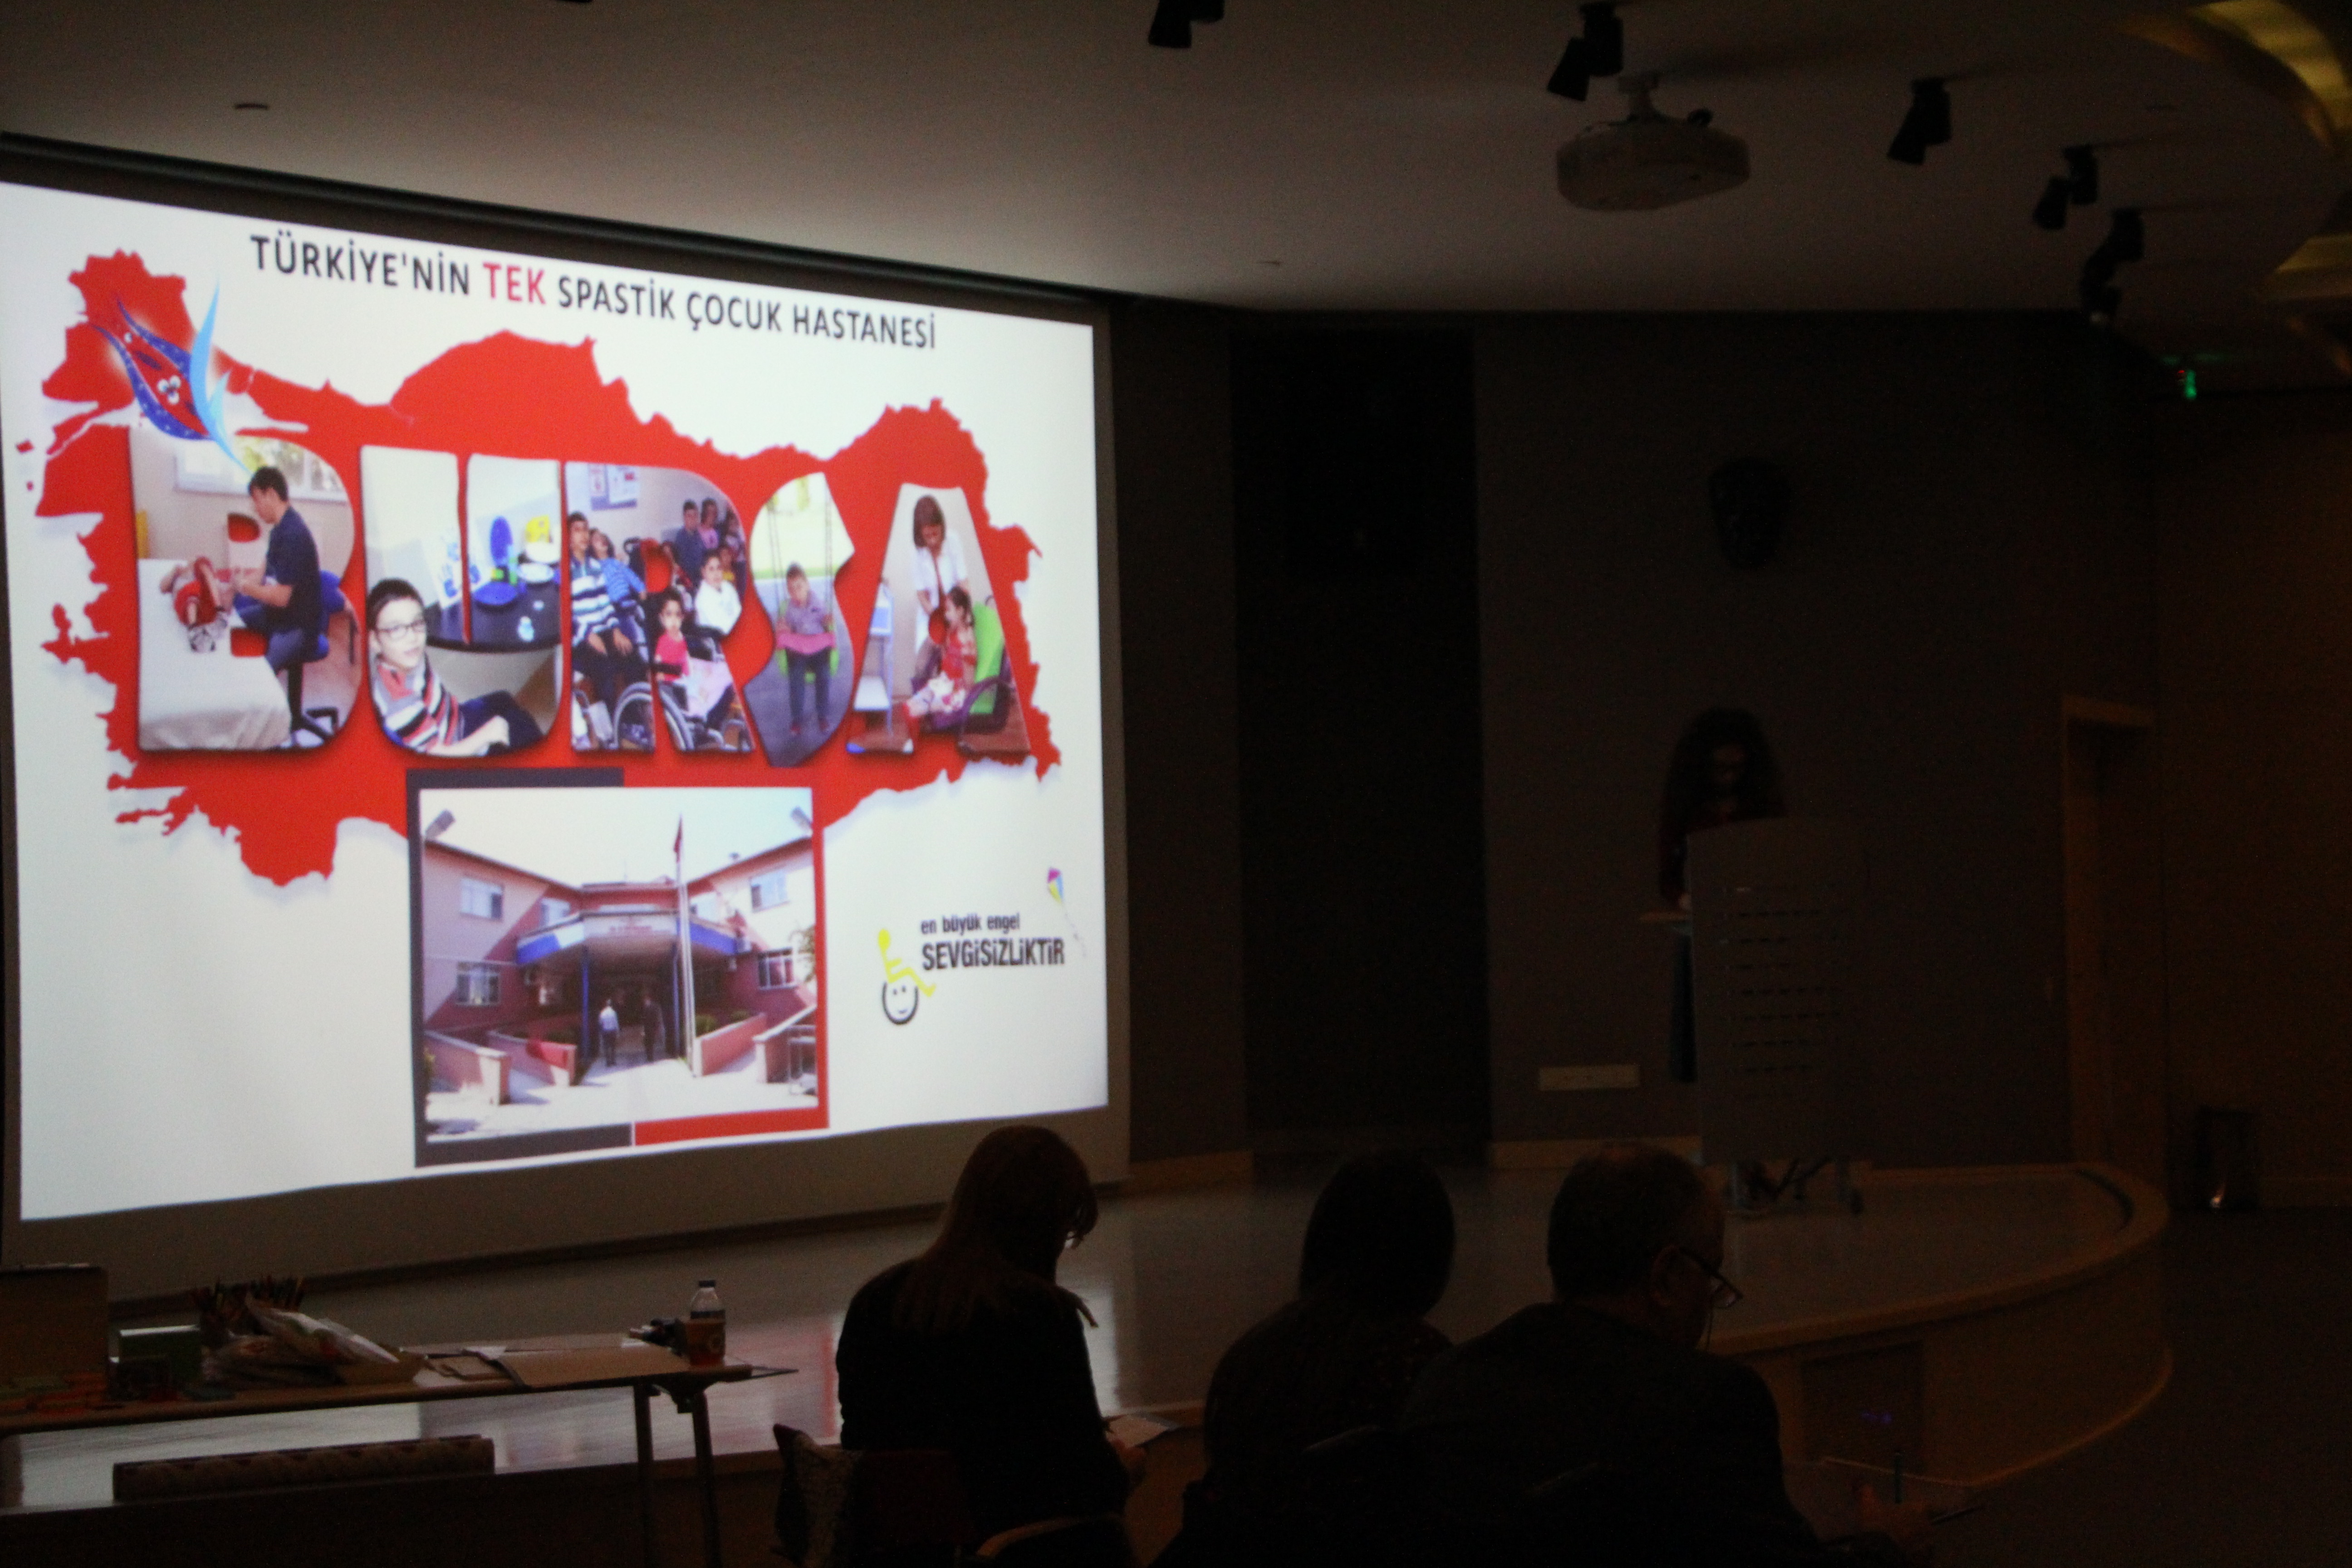 TÜRKİYE'NİN TEK SPASTİK ÇOCUK HASTANESİ
BURSA
en büyük engel
SEVGİSİZLİKTİR